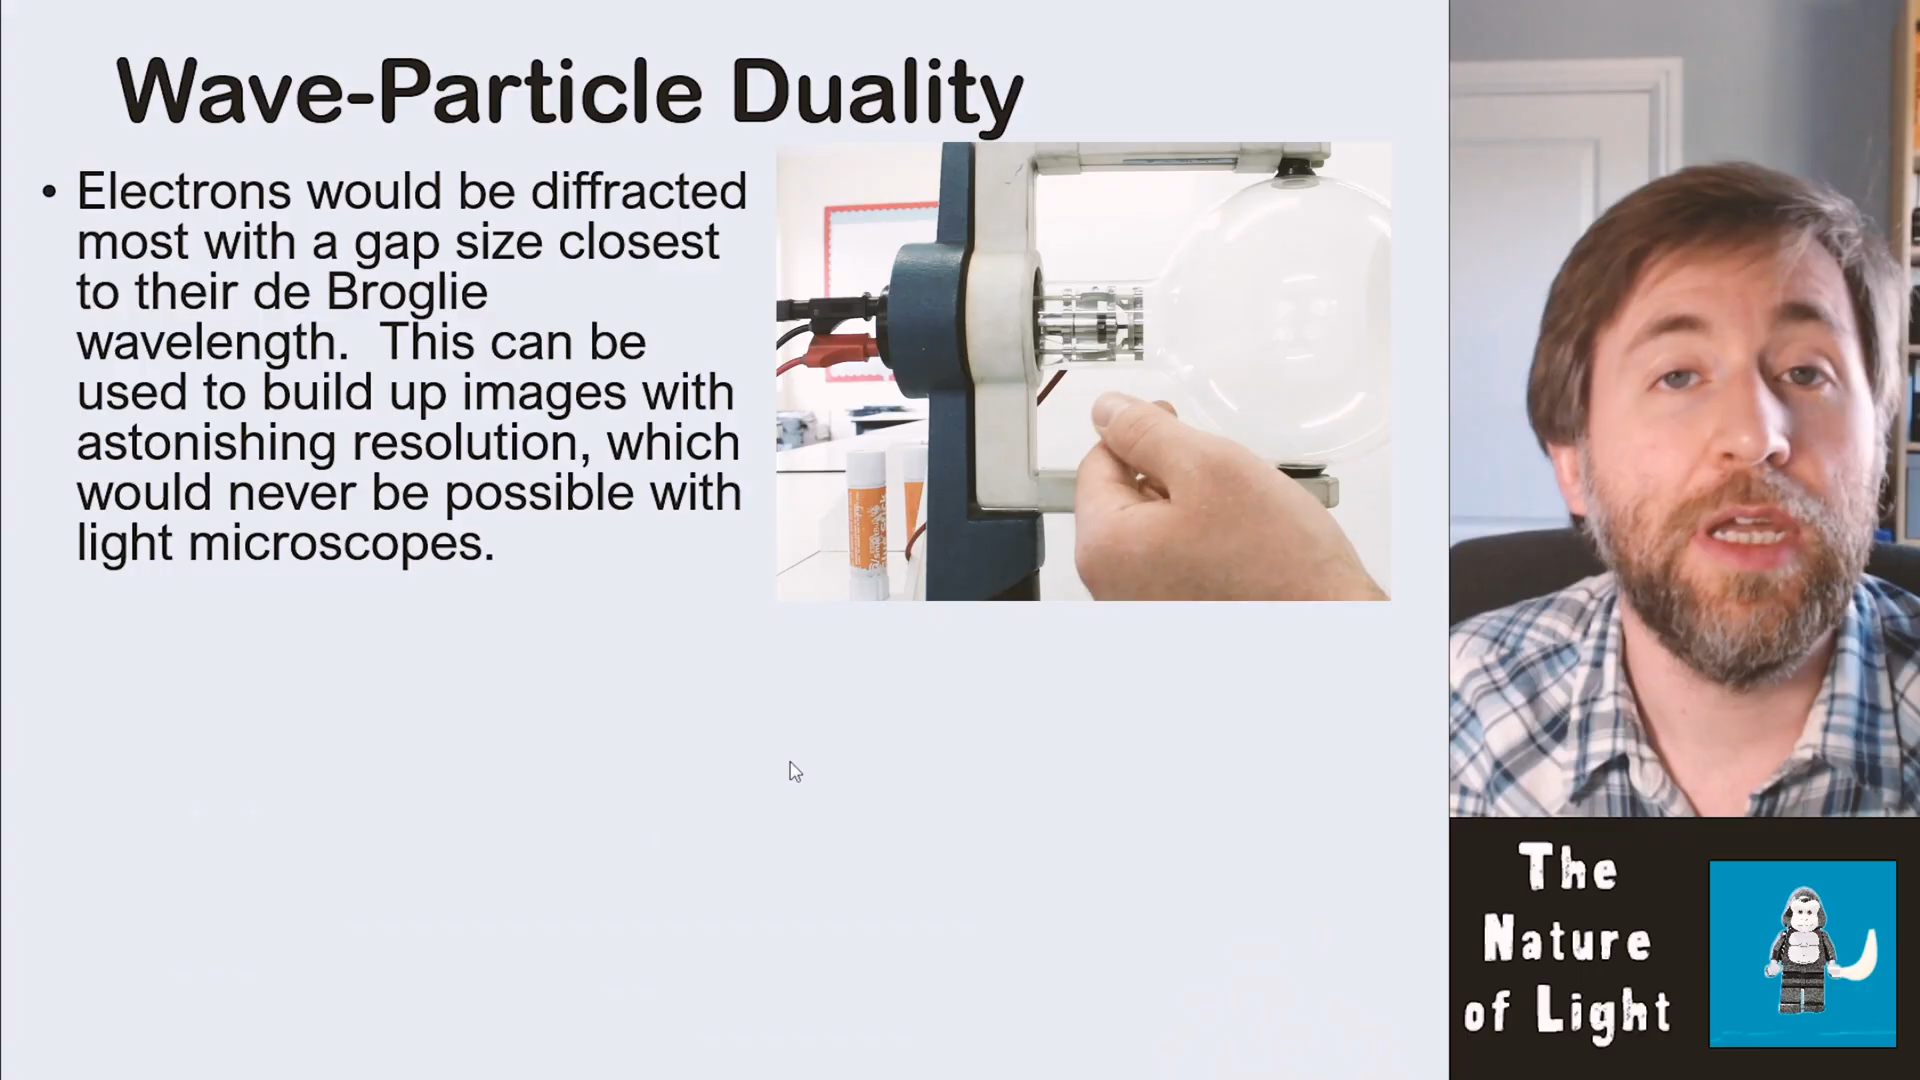 Wave-Particle Duality
• Electrons would be diffracted
most with a gap size closest
to their de Broglie
wavelength.  This can be
used to build up images with
astonishing resolution, which
would never be possible with
light microscopes.
The
Nature
of Light